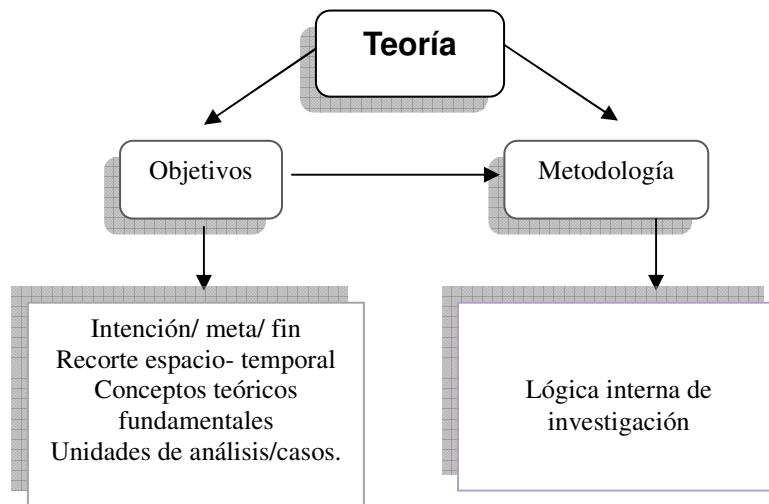 Teoría
Objetivos
Metodología
Intención/ meta/ fin
Recorte espacio- temporal
Conceptos teóricos
fundamentales
Unidades de análisis/casos.
Lógica interna de
investigación